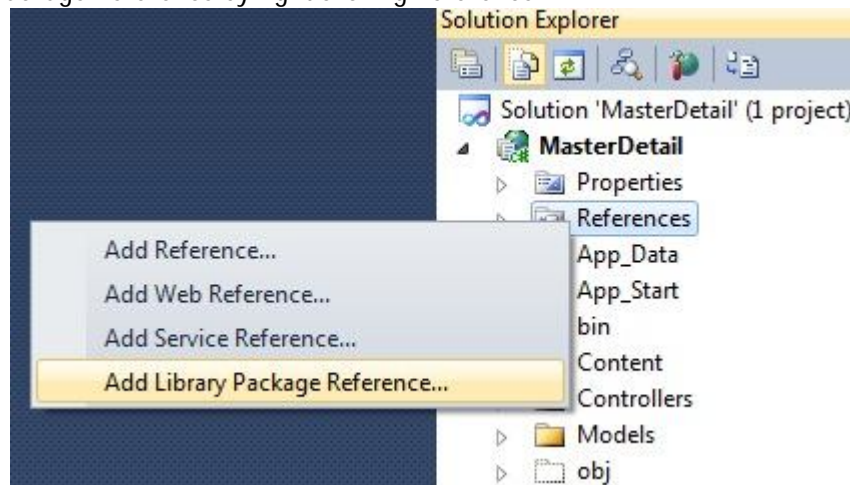 Solution Explorer
Solution 'MasterDetail' (1 project)
MasterDetail
Properties
References
Add Reference...
App_Data
Add Web Reference...
App_Start
Add Service Reference...
bin
Content
Add Library Package Reference...
Controllers
Models
obj